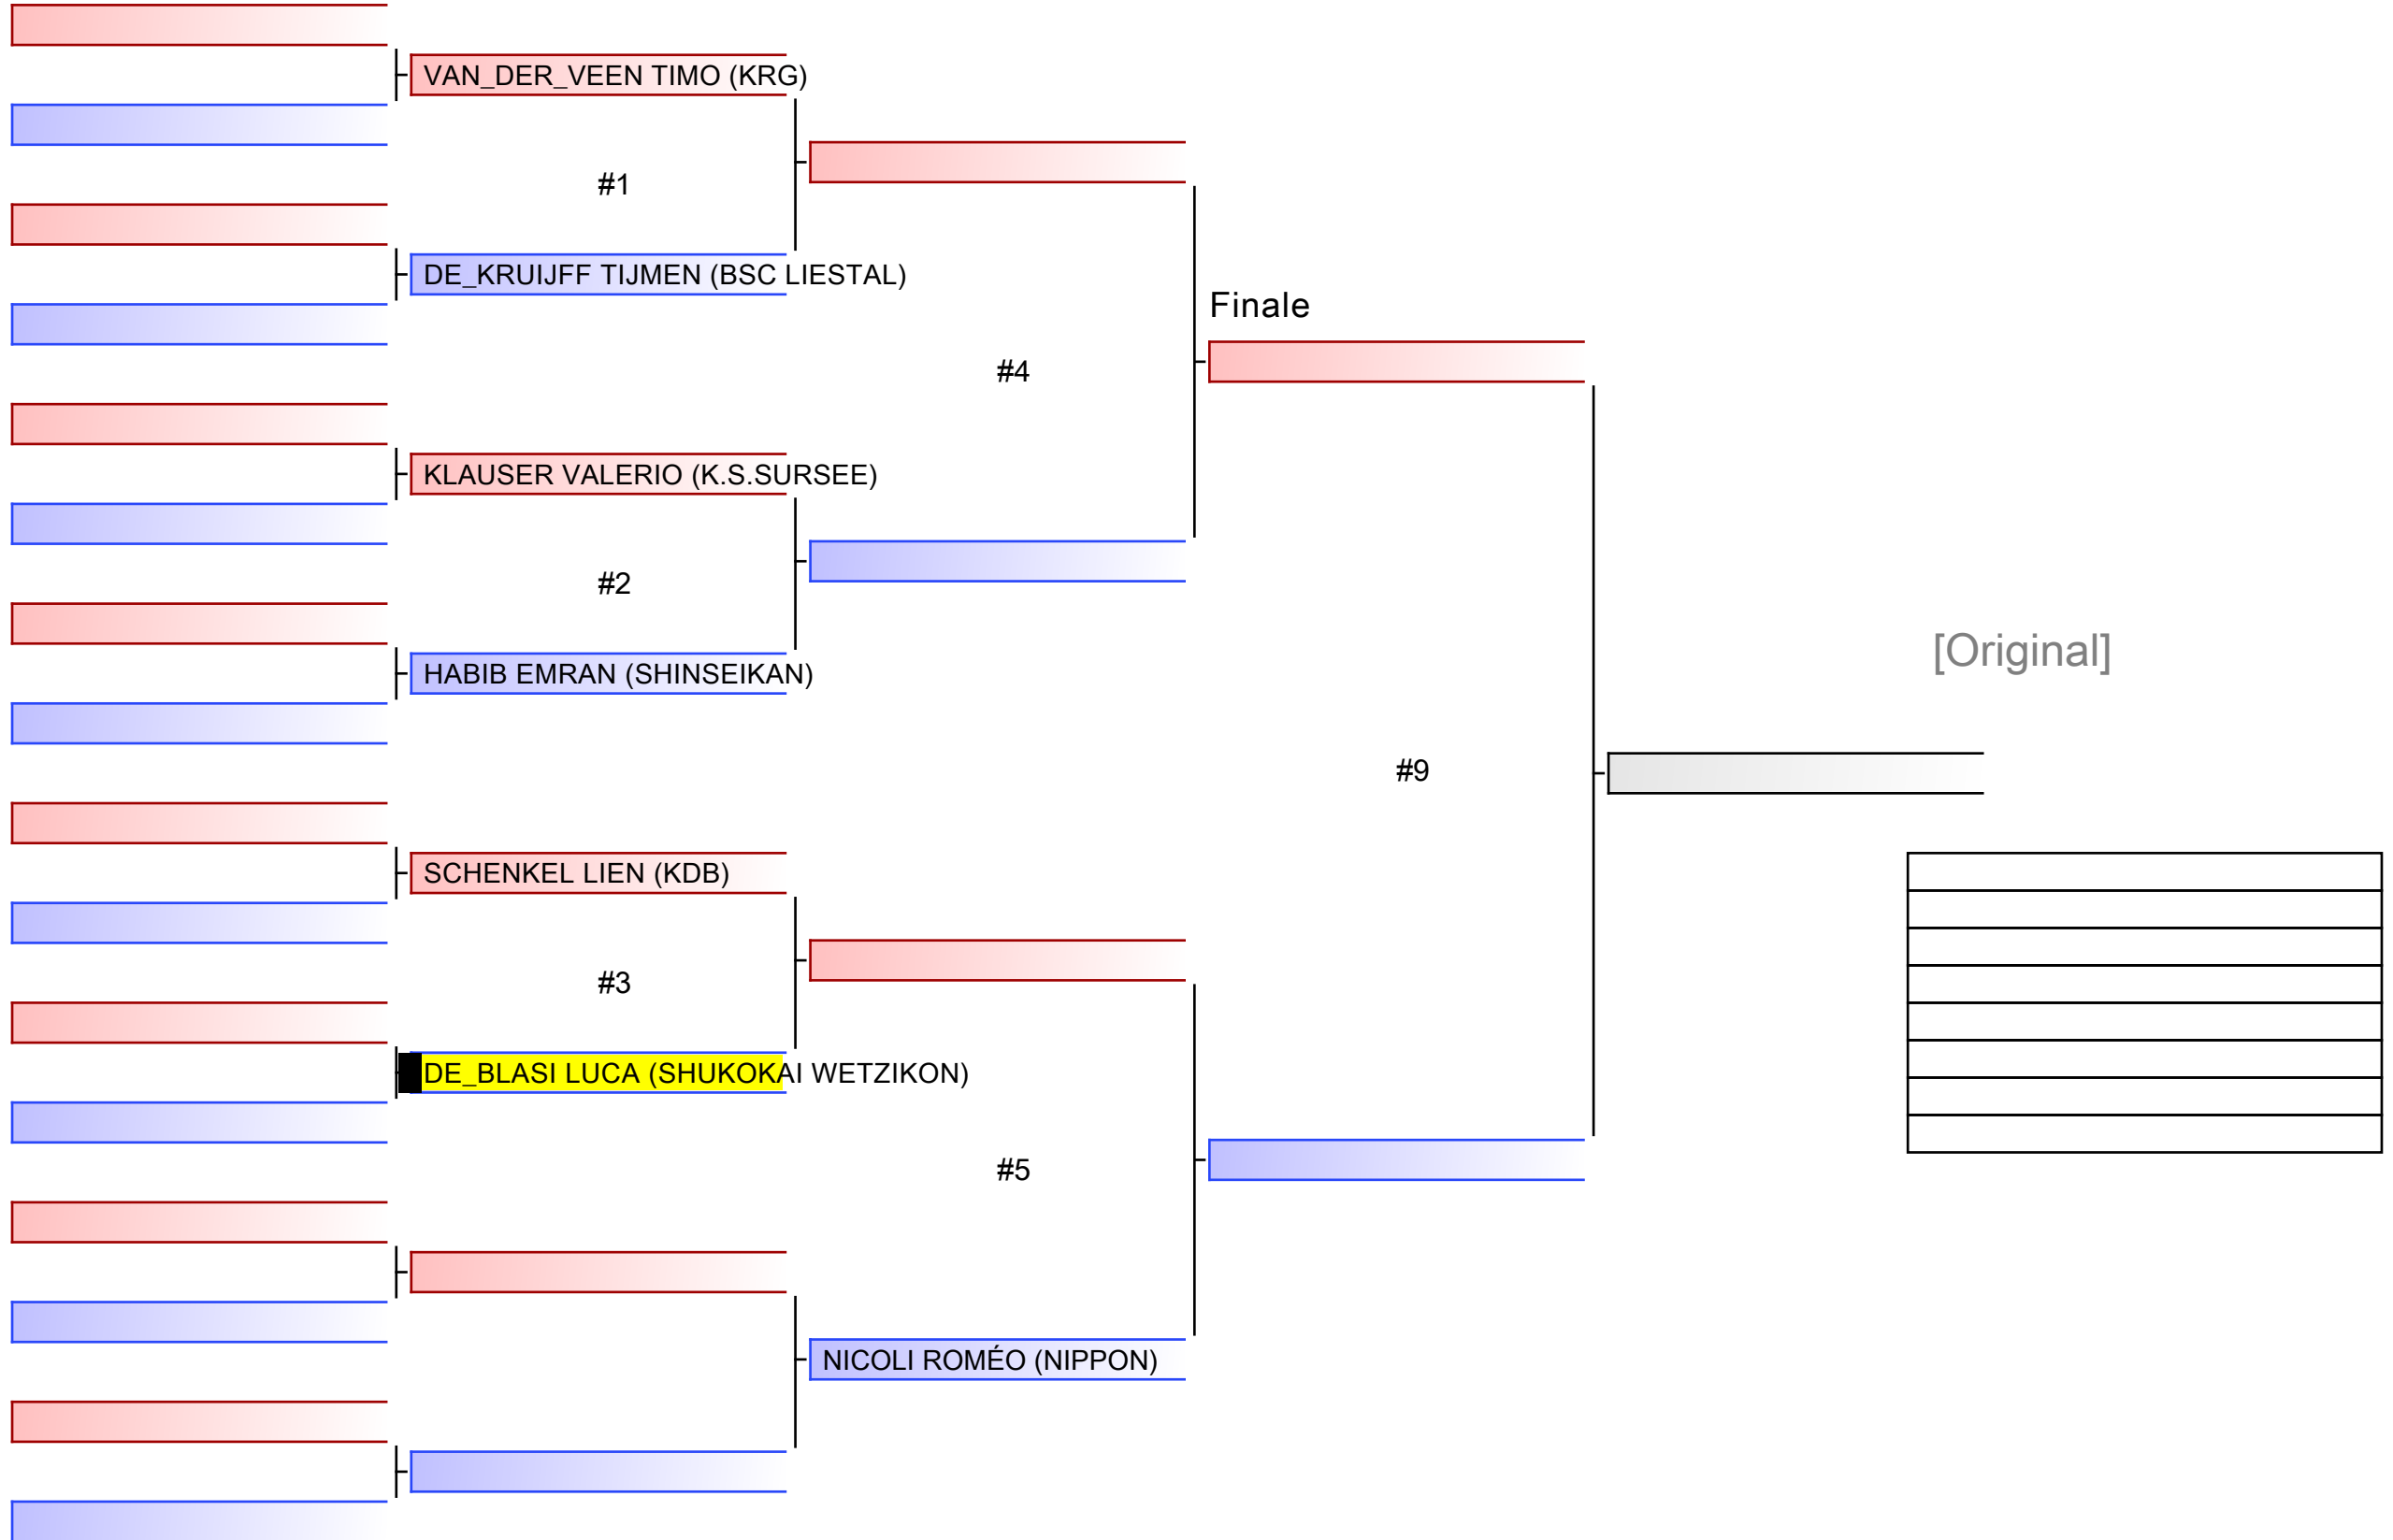 VAN_DER_VEEN TIMO (KRG)
#1
DE_KRUIJFF TIJMEN (BSC LIESTAL)
Finale
#4
KLAUSER VALERIO (K.S.SURSEE)
#2
HABIB EMRAN (SHINSEIKAN)
[Original]
#9
SCHENKEL LIEN (KDB)
#3
DE_BLASI LUCA (SHUKOKAI WETZIKON)
#5
NICOLI ROMÉO (NIPPON)